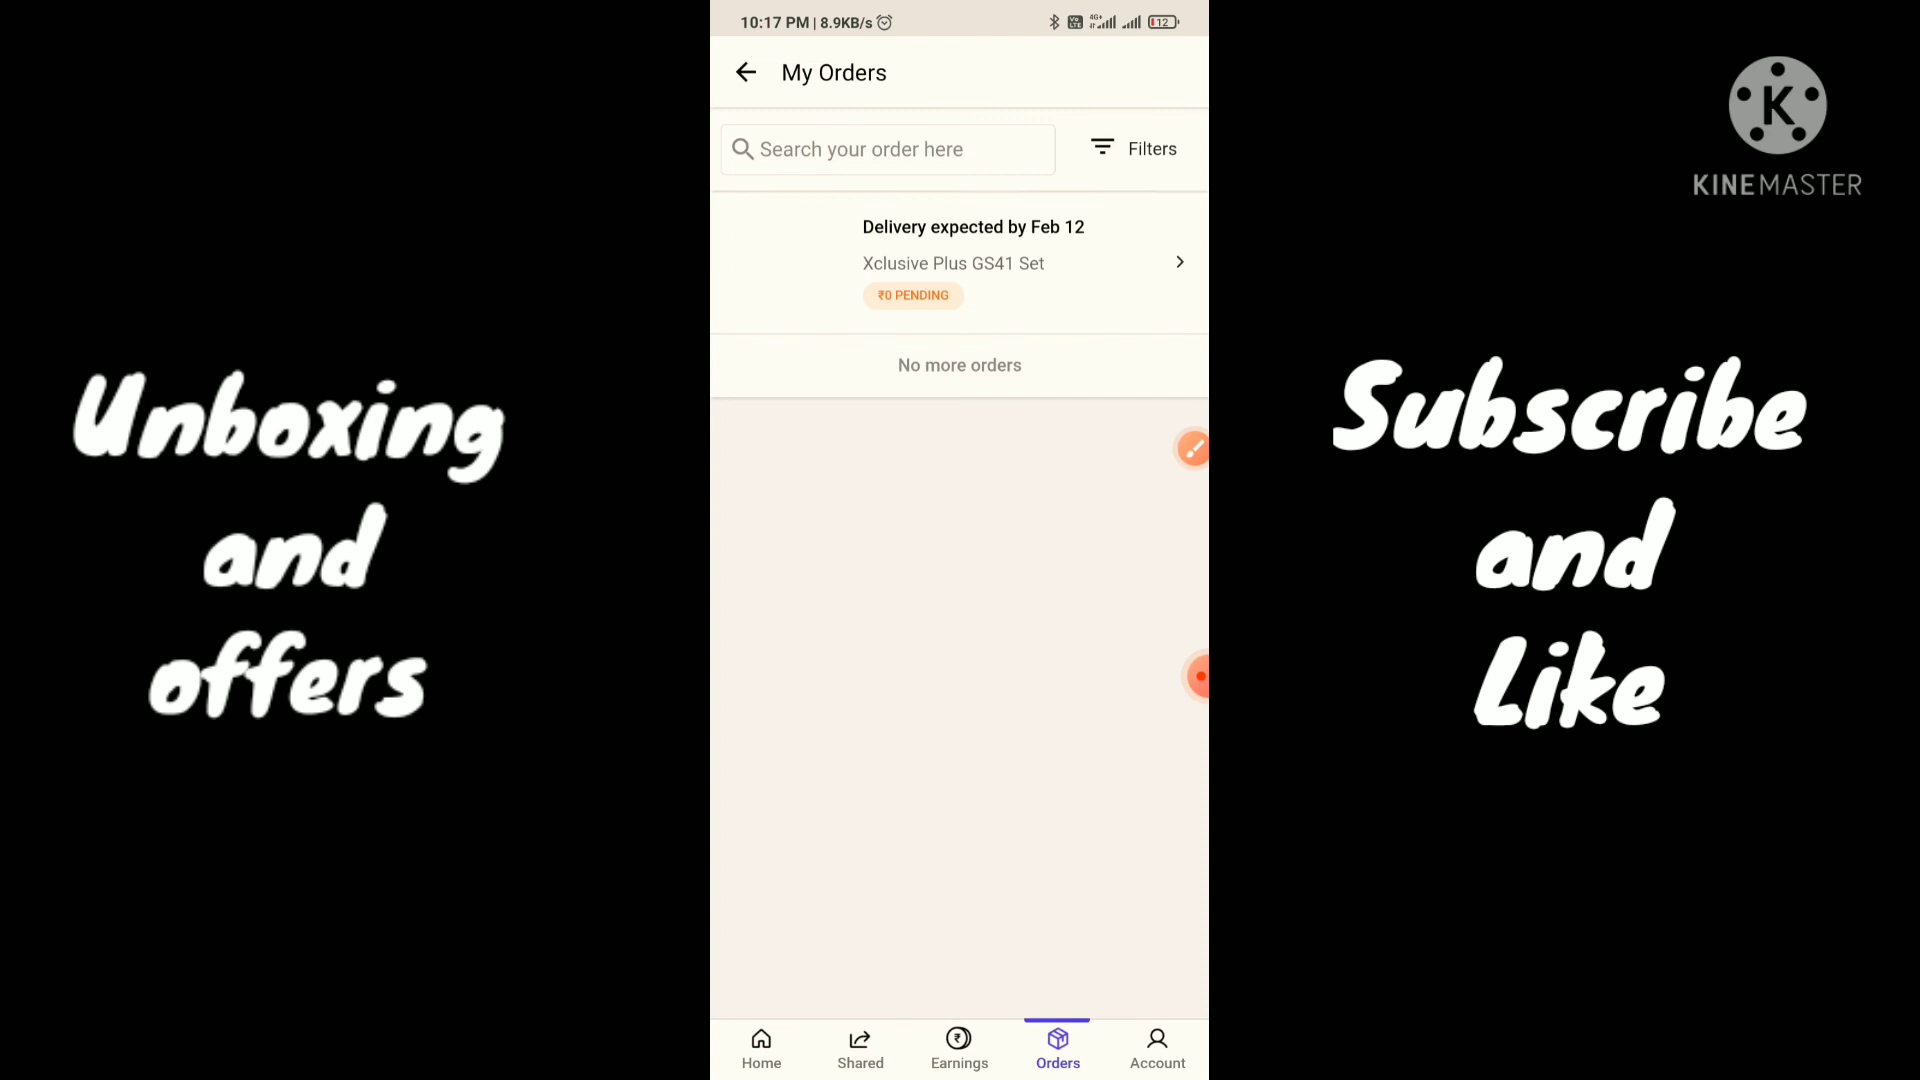 10:17 PM | 8.9KB/s
4G+
12
My Orders
Search your order here
Filters
Delivery expected by Feb 12
Xclusive Plus GS41 Set
₹0 PENDING
No more orders
Home
Shared
Earnings
Orders
Account
Unboxing
and
offers
K
KINEMASTER
Subscribe
and
Like